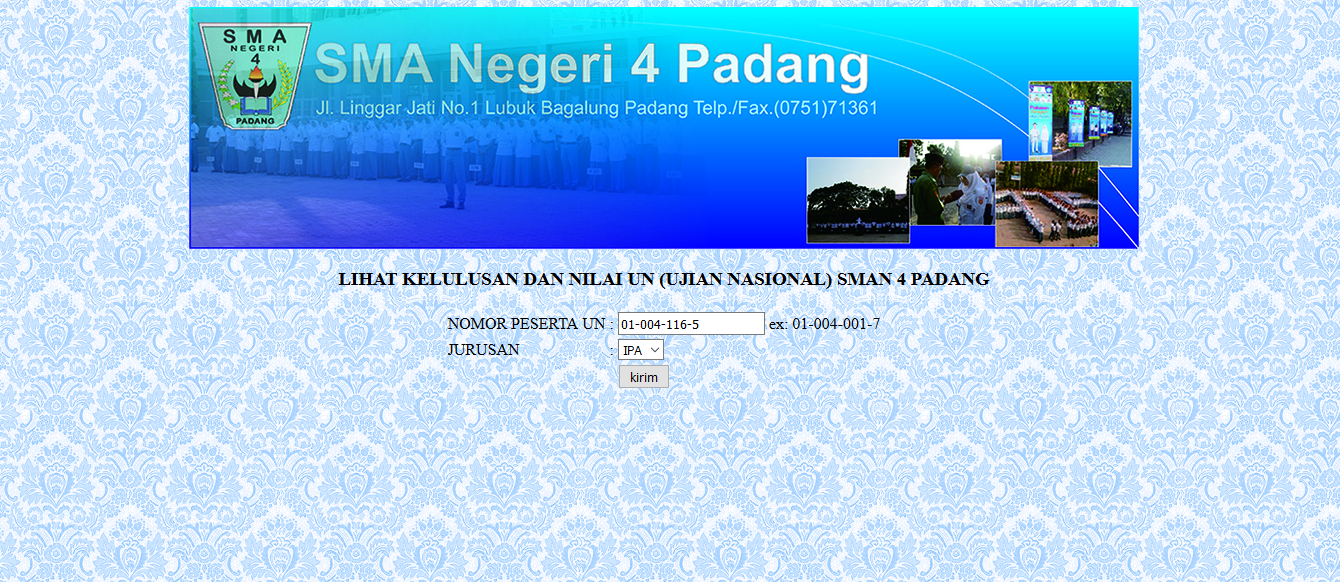 SMA
NEGERI
4
PADANG
SMA Negeri 4 Padang
Jl. Linggar Jati No.1 Lubuk Bagalung Padang Telp./Fax.(0751)71361
LIHAT KELULUSAN DAN NILAI UN (UJIAN NASIONAL) SMAN 4 PADANG
NOMOR PESERTA UN : 01-004-116-5 ex: 01-004-001-7
JURUSAN : IPA
kirim